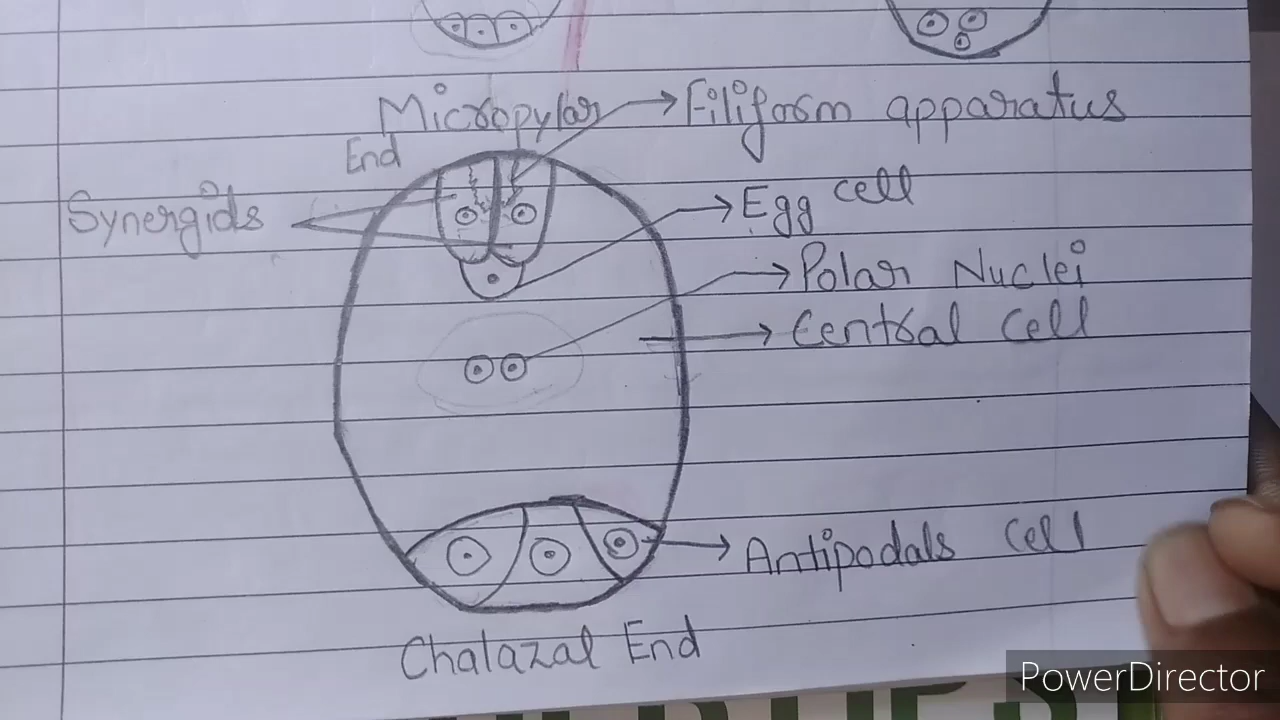 Micropylar
End
Filiform apparatus
Synergids
Egg cell
Polar Nuclei
Central Cell
Antipodals Cell
Chalazal End
PowerDirector